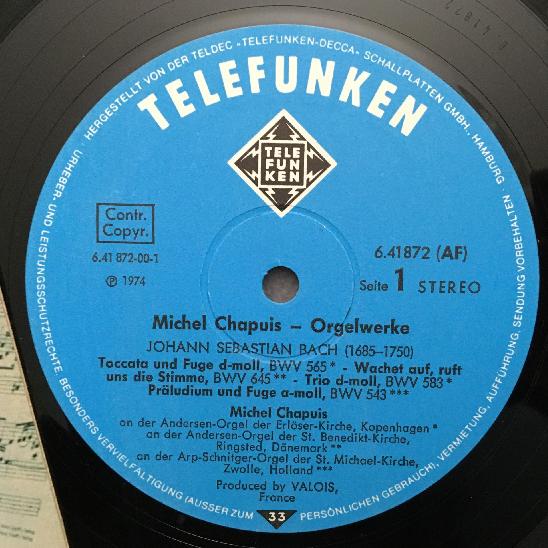 HERGESTELLT VON DER TELDEC »TELEFUNKEN-DECCA« SCHALLPLATTEN GMBH., HAMBURG
TELEFUNKEN
TELE
FUN
KEN
Contr.
Copyr.
6.41 872-00-1
Ⓟ 1974
6.41872 (AF)
Seite 1 STEREO
Michel Chapuis – Orgelwerke
JOHANN SEBASTIAN BACH (1685–1750)
Toccata und Fuge d-moll, BWV 565* - Wachet auf, ruft
uns die Stimme, BWV 645** - Trio d-moll, BWV 583*
Präludium und Fuge a-moll, BWV 543***
Michel Chapuis
an der Andersen-Orgel der Erlöser-Kirche, Kopenhagen *
an der Andersen-Orgel der St. Benedikt-Kirche,
Ringsted, Dänemark **
an der Arp-Schnitger-Orgel der St. Michael-Kirche,
Zwolle, Holland ***
Produced by VALOIS,
France
33
URHEBER- UND LEISTUNGSSCHUTZRECHTE, BESONDERS VERVIELFÄLTIGUNG (AUSSER ZUM PERSÖNLICHEN GEBRAUCH), VERMIETUNG, AUFFÜHRUNG, SENDUNG VORBEHALTEN.